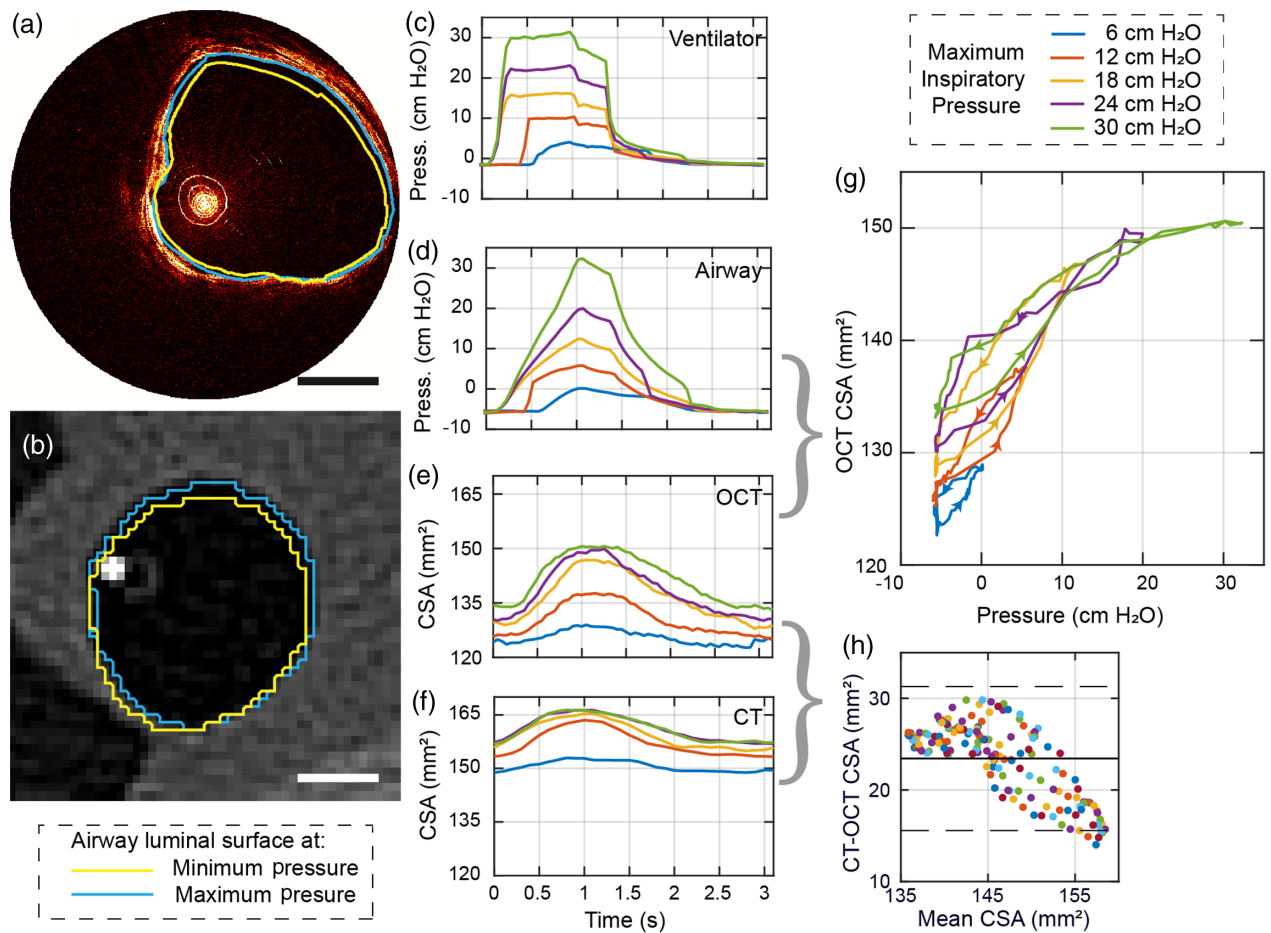 (a)
(b)
Airway luminal surface at:
Minimum pressure
Maximum presure
(c)
Ventilator
Press. (cm H₂O)
30
20
10
0
-10
(d)
Airway
Press. (cm H₂O)
30
20
10
0
-10
(e)
OCT
CSA (mm²)
165
150
135
120
(f)
CT
CSA (mm²)
165
150
135
120
0 0.5 1 1.5 2 2.5 3
Time (s)
Maximum
Inspiratory
Pressure
6 cm H₂O
12 cm H₂O
18 cm H₂O
24 cm H₂O
30 cm H₂O
(g)
OCT CSA (mm²)
150
140
130
120
-10 0 10 20 30
Pressure (cm H₂O)
(h)
CT-OCT CSA (mm²)
30
20
10
135 145 155
Mean CSA (mm²)